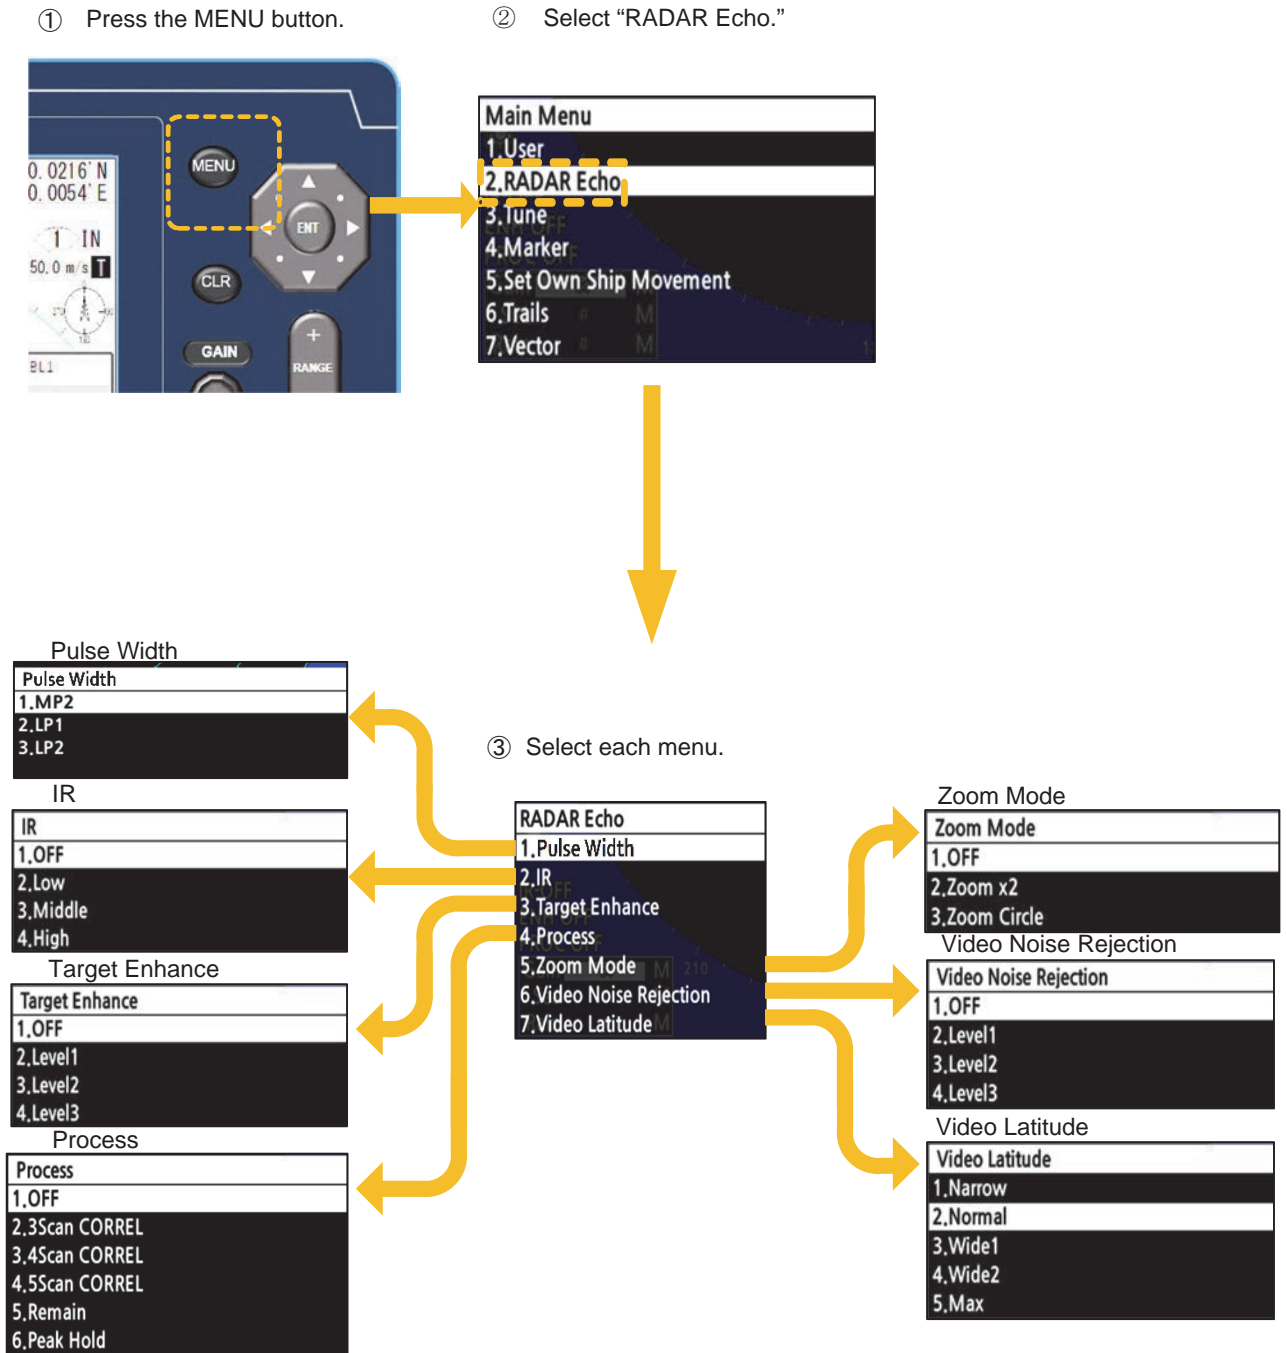 ① Press the MENU button.
② Select “RADAR Echo.”
0. 0216' N
0. 0054' E
1 IN
50. 0 m/s T
BL1
MENU
ENT
CLR
GAIN
+
RANGE
Main Menu
1.User
2.RADAR Echo
3.Tune
4.Marker
5.Set Own Ship Movement
6.Trails
7.Vector
③ Select each menu.
Pulse Width
Pulse Width
1.MP2
2.LP1
3.LP2
IR
IR
1.OFF
2.Low
3.Middle
4.High
Target Enhance
Target Enhance
1.OFF
2.Level1
3.Level2
4.Level3
Process
Process
1.OFF
2.3Scan CORREL
3.4Scan CORREL
4.5Scan CORREL
5.Remain
6.Peak Hold
RADAR Echo
1.Pulse Width
2.IR
3.Target Enhance
4.Process
5.Zoom Mode
6.Video Noise Rejection
7.Video Latitude
Zoom Mode
Zoom Mode
1.OFF
2.Zoom x2
3.Zoom Circle
Video Noise Rejection
Video Noise Rejection
1.OFF
2.Level1
3.Level2
4.Level3
Video Latitude
Video Latitude
1.Narrow
2.Normal
3.Wide1
4.Wide2
5.Max